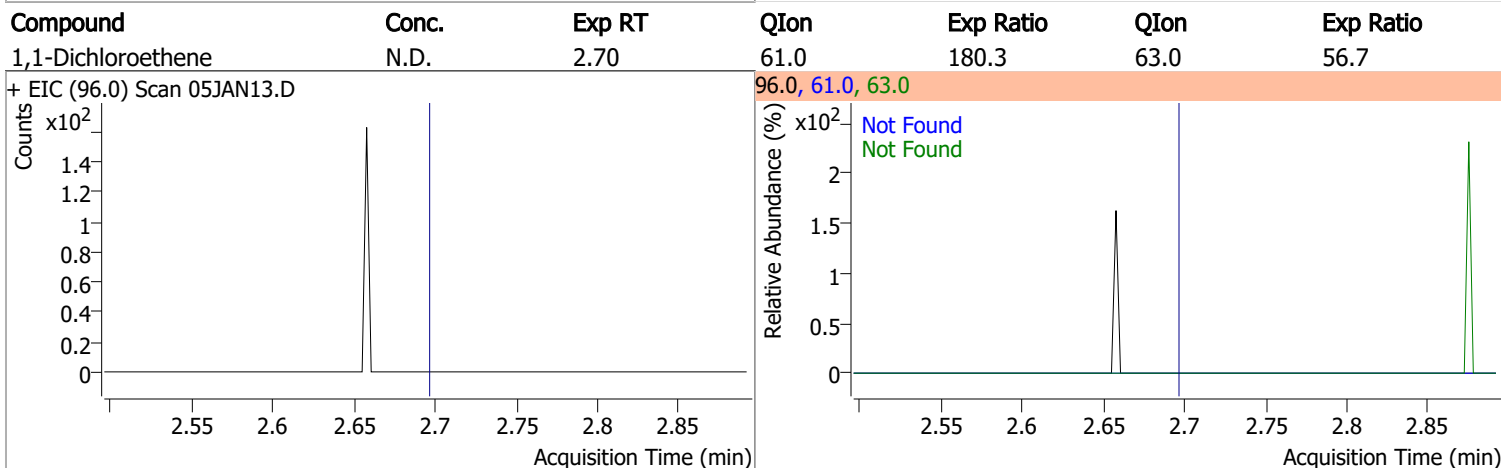 Compound Conc. Exp RT QIon Exp Ratio QIon Exp Ratio
1,1-Dichloroethene N.D. 2.70 61.0 180.3 63.0 56.7
+ EIC (96.0) Scan 05JAN13.D
Counts
x10²
1.4
1.2
1
0.8
0.6
0.4
0.2
0
2.55 2.6 2.65 2.7 2.75 2.8 2.85
Acquisition Time (min)
96.0, 61.0, 63.0
Relative Abundance (%)
x10²
Not Found
Not Found
2
1.5
1
0.5
0
2.55 2.6 2.65 2.7 2.75 2.8 2.85
Acquisition Time (min)